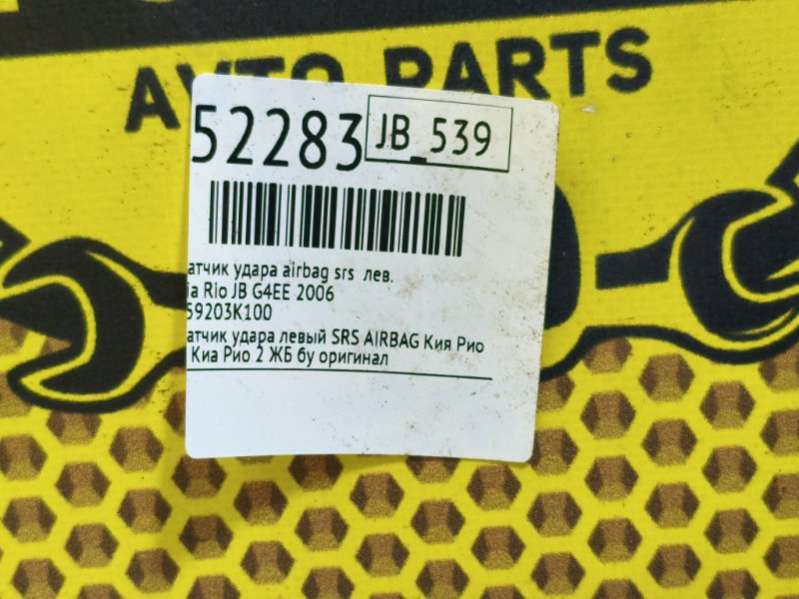 AVTO PARTS
52283
JB_539
атчик удара airbag srs лев.
ia Rio JB G4EE 2006
59203K100
атчик удара левый SRS AIRBAG Кия Рио
Киа Рио 2 ЖБ бу оригинал